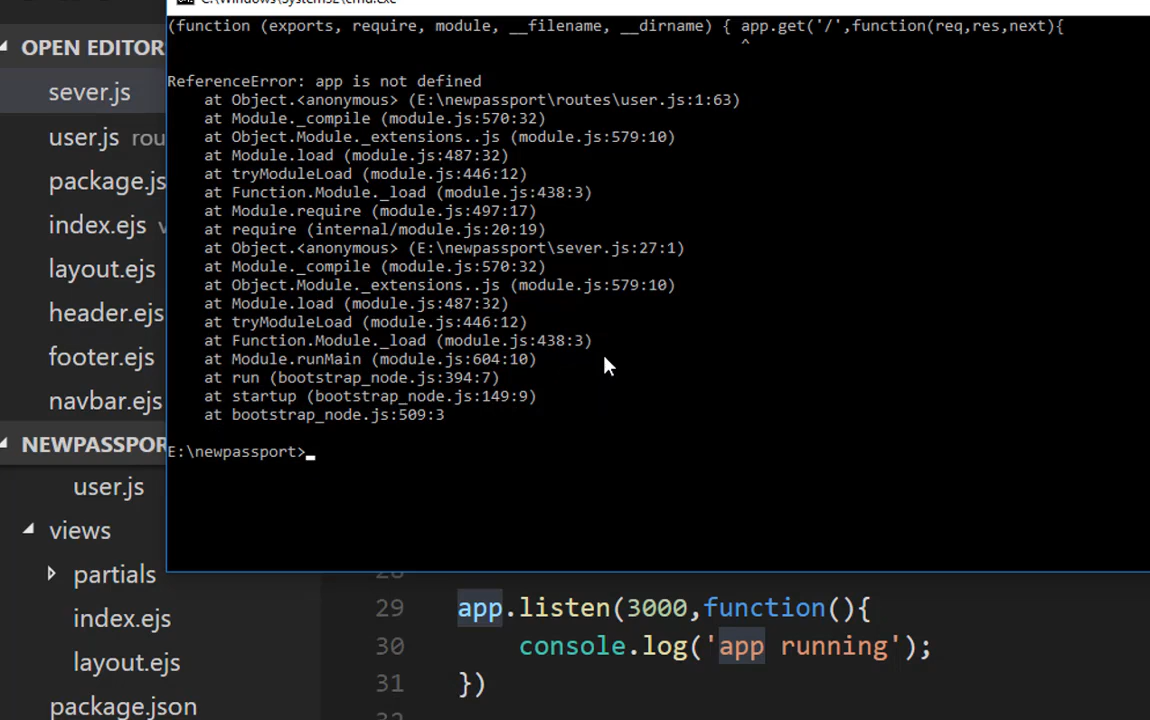 C:\Windows\System32\cmd.exe
OPEN EDITOR
sever.js
user.js rou
package.js
index.ejs v
layout.ejs
header.ejs
footer.ejs
navbar.ejs
NEWPASSPOR
user.js
views
partials
index.ejs
layout.ejs
package.json
(function (exports, require, module, __filename, __dirname) { app.get('/',function(req,res,next){
^
ReferenceError: app is not defined
at Object.<anonymous> (E:\newpassport\routes\user.js:1:63)
at Module._compile (module.js:570:32)
at Object.Module._extensions..js (module.js:579:10)
at Module.load (module.js:487:32)
at tryModuleLoad (module.js:446:12)
at Function.Module._load (module.js:438:3)
at Module.require (module.js:497:17)
at require (internal/module.js:20:19)
at Object.<anonymous> (E:\newpassport\sever.js:27:1)
at Module._compile (module.js:570:32)
at Object.Module._extensions..js (module.js:579:10)
at Module.load (module.js:487:32)
at tryModuleLoad (module.js:446:12)
at Function.Module._load (module.js:438:3)
at Module.runMain (module.js:604:10)
at run (bootstrap_node.js:394:7)
at startup (bootstrap_node.js:149:9)
at bootstrap_node.js:509:3
E:\newpassport>_
28
29 app.listen(3000,function(){
30 console.log('app running');
31 })
32